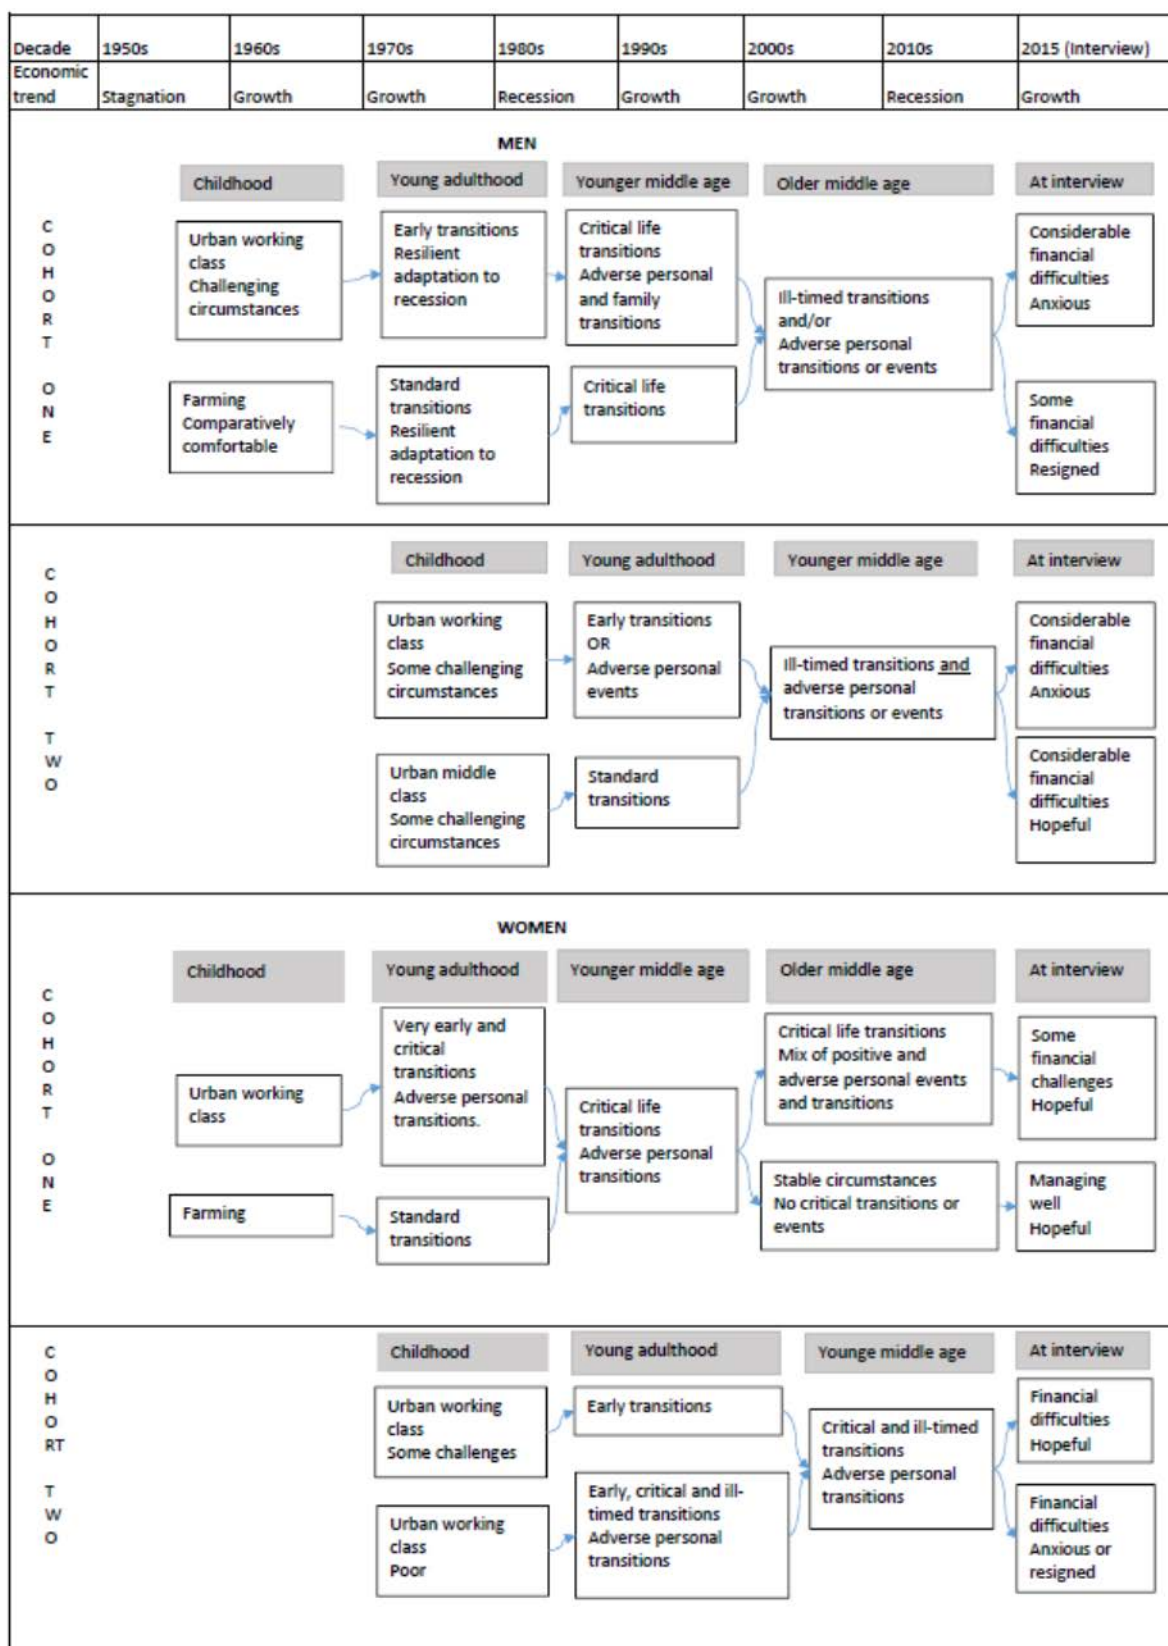 Decade 1950s 1960s 1970s 1980s 1990s 2000s 2010s 2015 (Interview)
Economic
trend Stagnation Growth Growth Recession Growth Growth Recession Growth
MEN
Childhood Young adulthood Younger middle age Older middle age At interview
C
O
H
O
R
T
O
N
E
Urban working
class
Challenging
circumstances
Early transitions
Resilient
adaptation to
recession
Critical life
transitions
Adverse personal
and family
transitions
Ill-timed transitions
and/or
Adverse personal
transitions or events
Considerable
financial
difficulties
Anxious
Farming
Comparatively
comfortable
Standard
transitions
Resilient
adaptation to
recession
Critical life
transitions
Some
financial
difficulties
Resigned
Childhood Young adulthood Younger middle age At interview
C
O
H
O
R
T
T
W
O
Urban working
class
Some challenging
circumstances
Early transitions
OR
Adverse personal
events
Ill-timed transitions and
adverse personal
transitions or events
Considerable
financial
difficulties
Anxious
Urban middle
class
Some challenging
circumstances
Standard
transitions
Considerable
financial
difficulties
Hopeful
WOMEN
Childhood Young adulthood Younger middle age Older middle age At interview
C
O
H
O
R
T
O
N
E
Urban working
class
Very early and
critical
transitions
Adverse personal
transitions.
Critical life
transitions
Adverse personal
transitions
Critical life transitions
Mix of positive and
adverse personal events
and transitions
Some
financial
challenges
Hopeful
Farming
Standard
transitions
Stable circumstances
No critical transitions or
events
Managing
well
Hopeful
Childhood Young adulthood Younge middle age At interview
C
O
H
O
RT
T
W
O
Urban working
class
Some challenges
Early transitions
Critical and ill-timed
transitions
Adverse personal
transitions
Financial
difficulties
Hopeful
Urban working
class
Poor
Early, critical and ill-
timed transitions
Adverse personal
transitions
Financial
difficulties
Anxious or
resigned